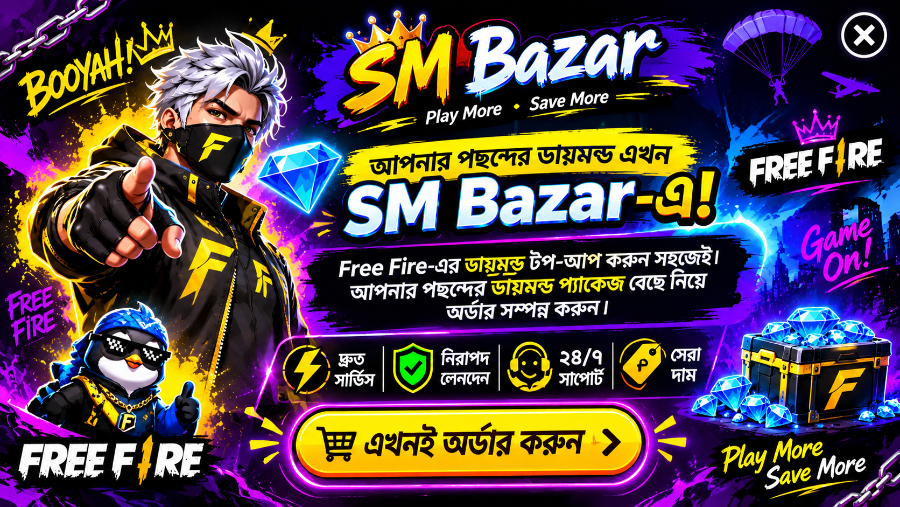 BOOYAH!
SM Bazar
Play More • Save More
আপনার পছন্দের ডায়মন্ড এখন
SM Bazar-এ!
FREE FIRE
Game
On!
Free Fire-এর ডায়মন্ড টপ-আপ করুন সহজেই।
আপনার পছন্দের ডায়মন্ড প্যাকেজ বেছে নিয়ে
অর্ডার সম্পন্ন করুন।
FREE
FIRE
দ্রুত
সার্ভিস
নিরাপদ
লেনদেন
২৪/৭
সাপোর্ট
সেরা
দাম
এখনই অর্ডার করুন
FREE FIRE
Play More
Save More